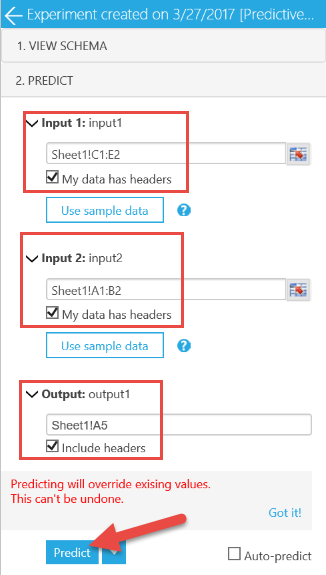 Experiment created on 3/27/2017 [Predictive...
1. VIEW SCHEMA
2. PREDICT
Input 1: input1
Sheet1!C1:E2
My data has headers
Use sample data ?
Input 2: input2
Sheet1!A1:B2
My data has headers
Use sample data ?
Output: output1
Sheet1!A5
Include headers
Predicting will override exising values.
This can't be undone.
Got it!
Predict Auto-predict